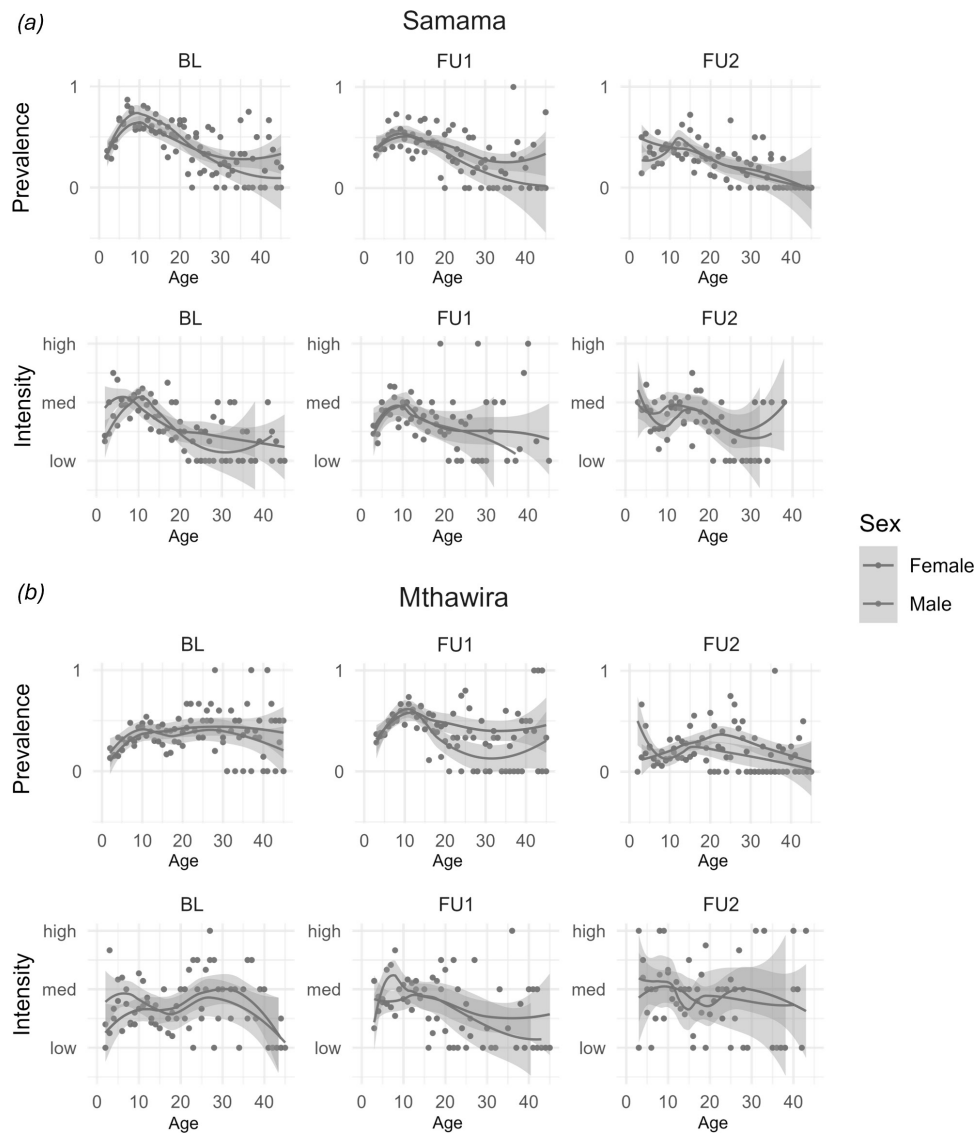 (a) Samama
BL FU1 FU2
Prevalence
1 1 1
0 0 0
0 10 20 30 40 0 10 20 30 40 0 10 20 30 40
Age Age Age
BL FU1 FU2
Intensity
high high high
med med med
low low low
0 10 20 30 40 0 10 20 30 40 0 10 20 30 40
Age Age Age
Sex
Female
Male
(b) Mthawira
BL FU1 FU2
Prevalence
1 1 1
0 0 0
0 10 20 30 40 0 10 20 30 40 0 10 20 30 40
Age Age Age
BL FU1 FU2
Intensity
high high high
med med med
low low low
0 10 20 30 40 0 10 20 30 40 0 10 20 30 40
Age Age Age